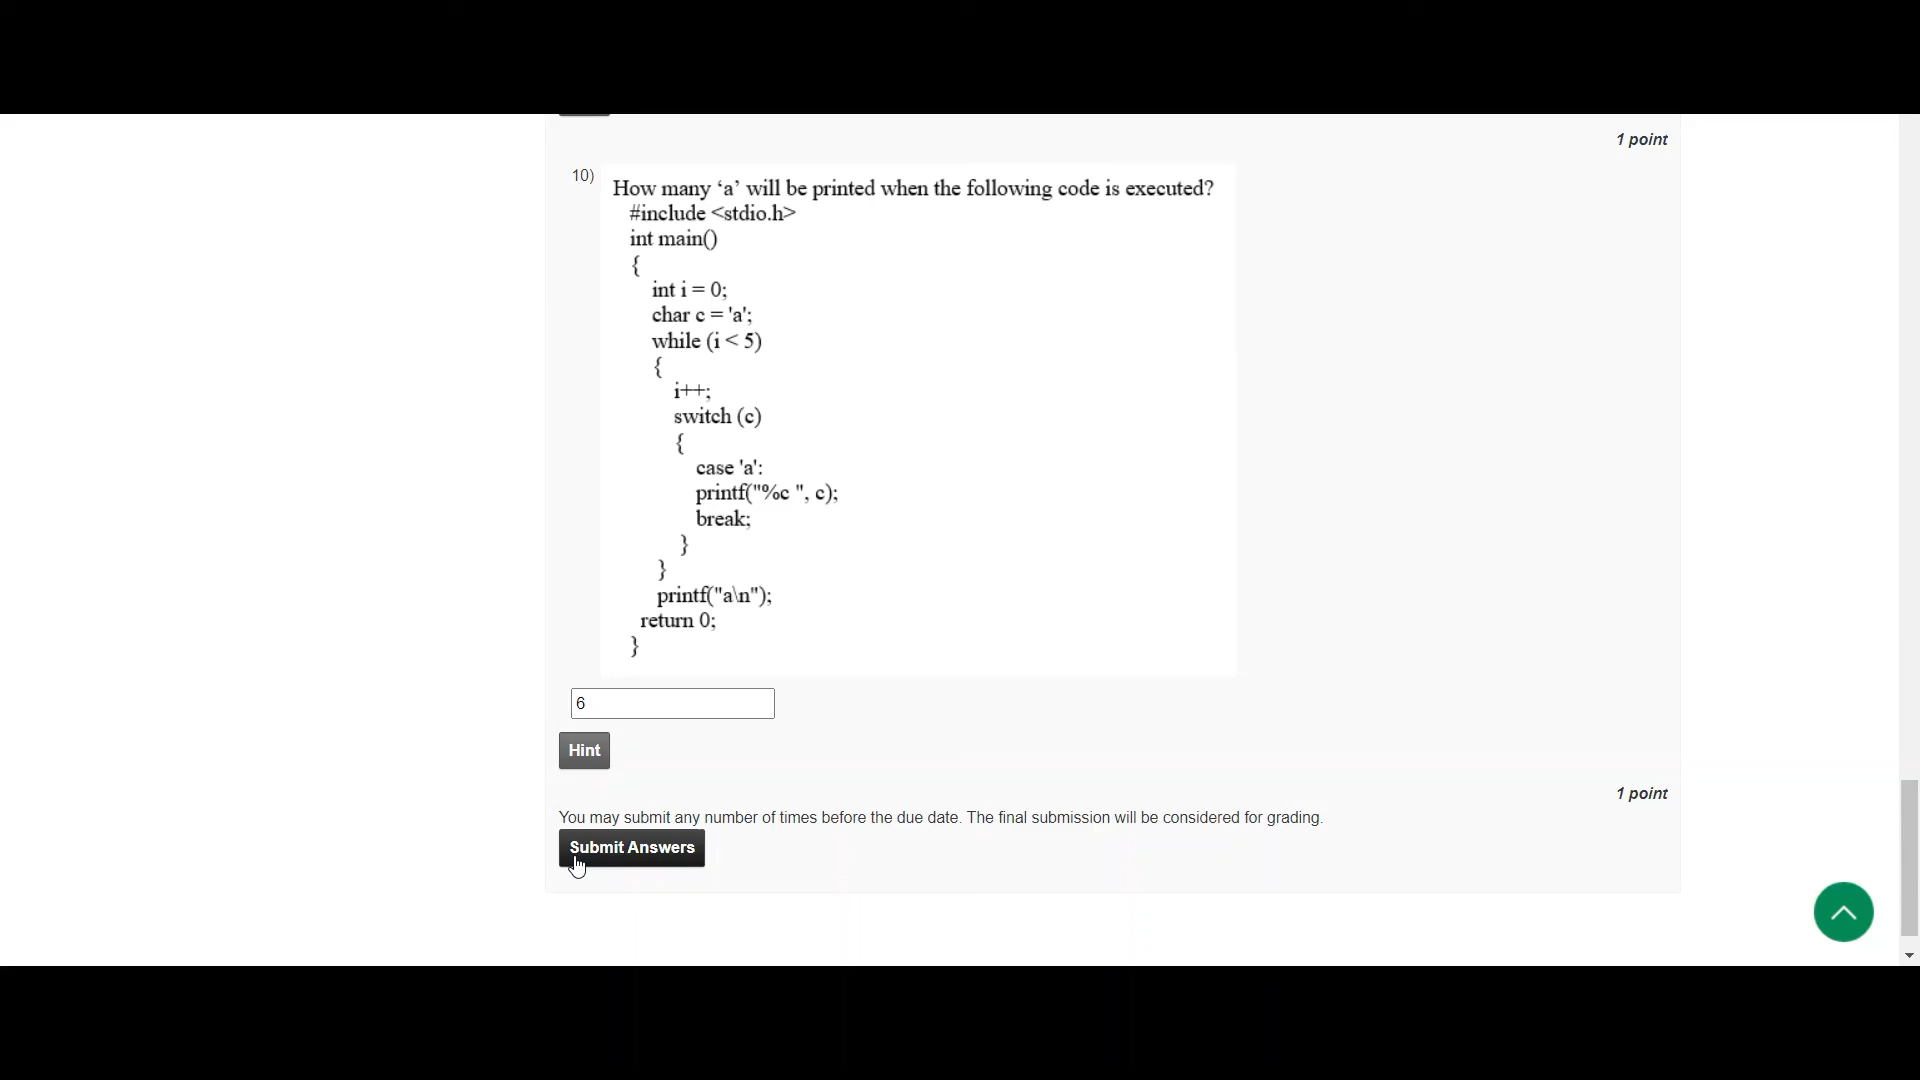 1 point
10)
How many ‘a’ will be printed when the following code is executed?
#include <stdio.h>
int main()
{
int i = 0;
char c = 'a';
while (i < 5)
{
i++;
switch (c)
{
case 'a':
printf("%c ", c);
break;
}
}
printf("a\n");
return 0;
}
6
Hint
1 point
You may submit any number of times before the due date. The final submission will be considered for grading.
Submit Answers